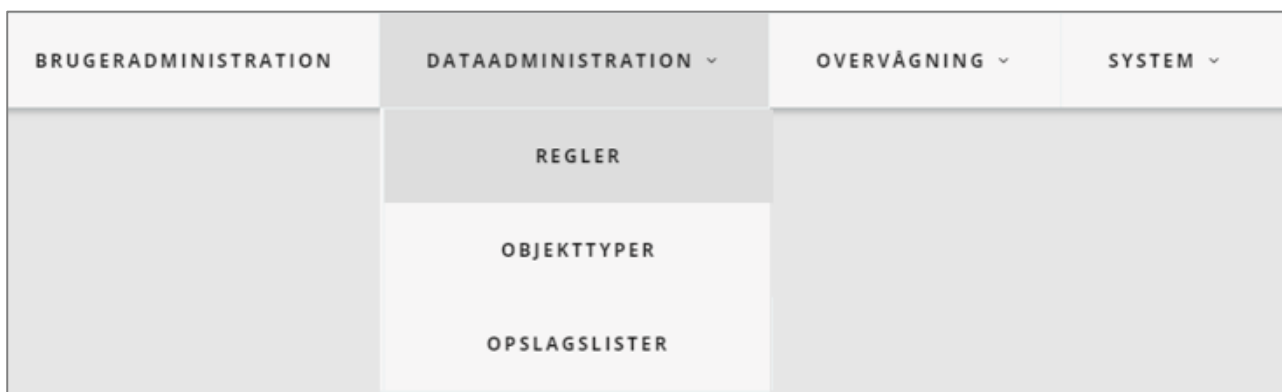 BRUGERADMINISTRATION DATAADMINISTRATION OVERVÅGNING SYSTEM
REGLER
OBJEKTTYPER
OPSLAGSLISTER